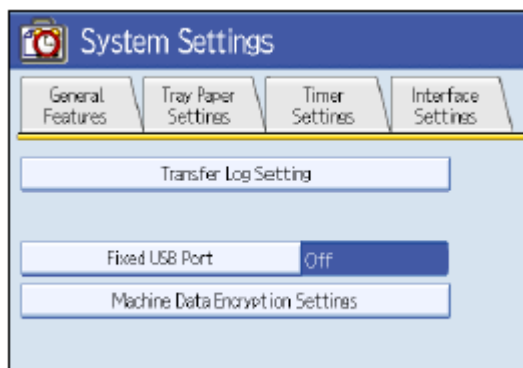 System Settings
General Tray Paper Timer Interface
Features Settings Settings Settings
Transfer Log Setting
Fixed USB Port Off
Machine Data Encryption Settings